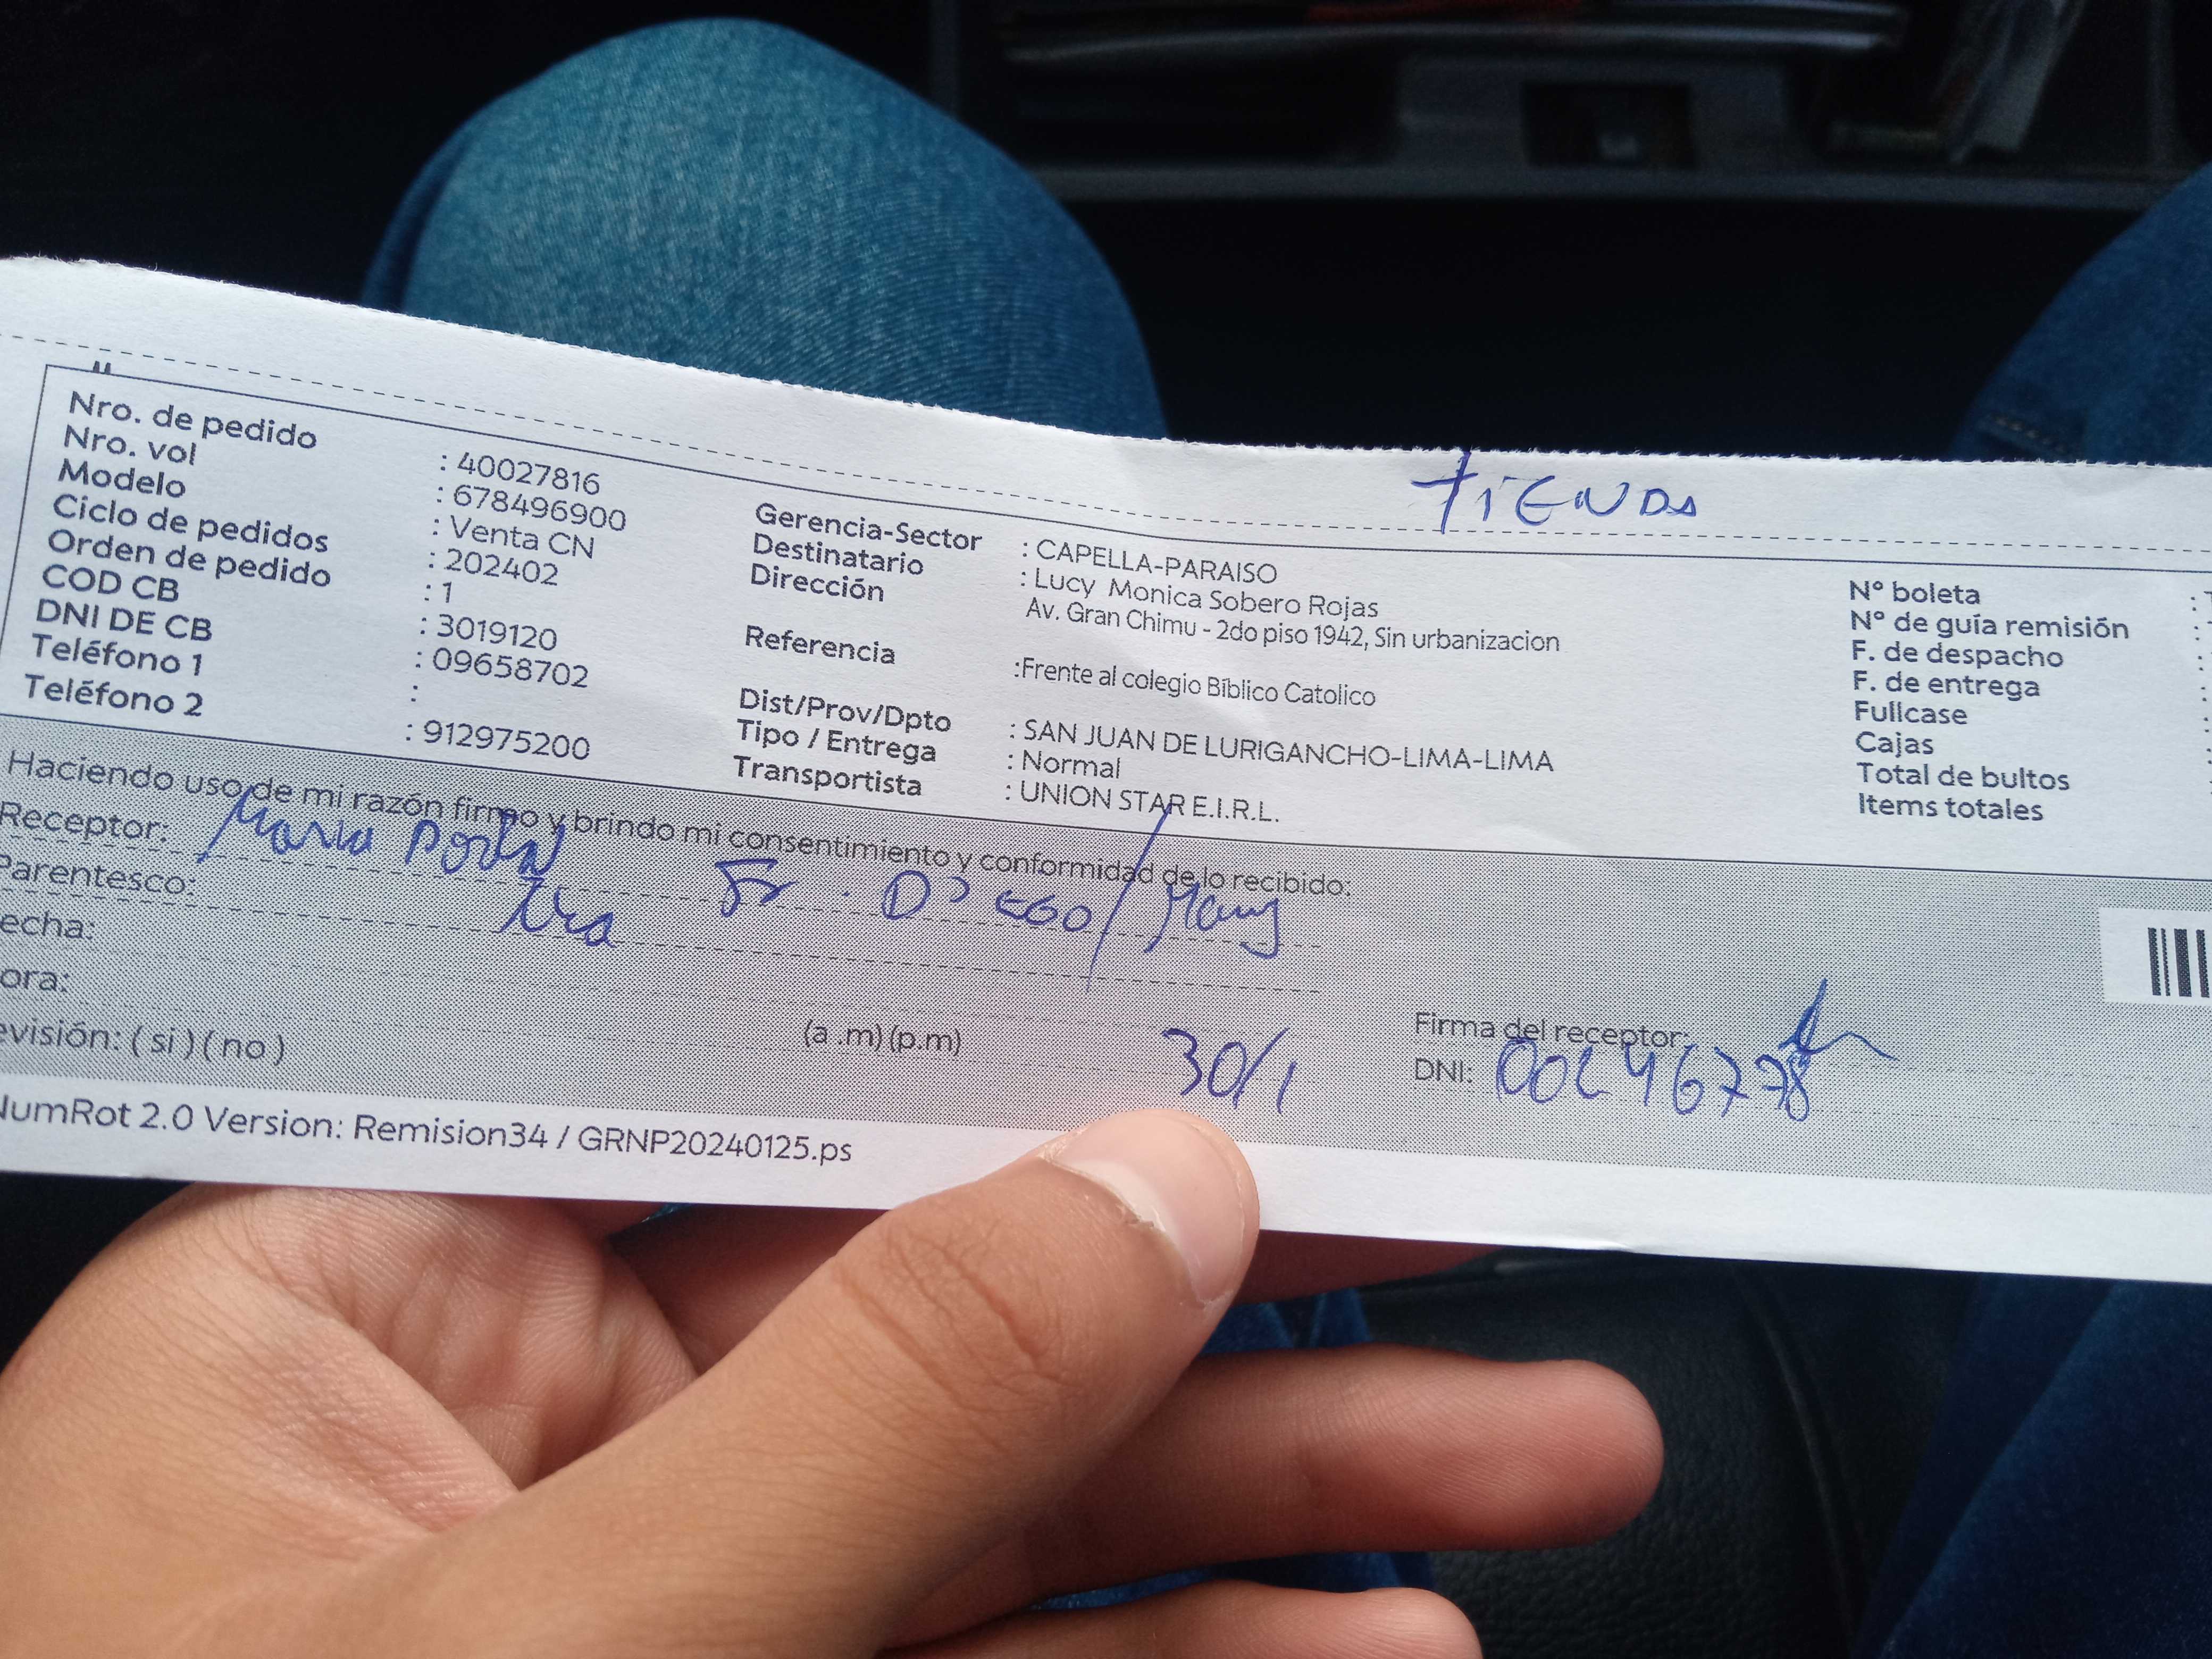 TIENDA
Nro. de pedido : 40027816
Nro. vol : 678496900
Modelo : Venta CN
Ciclo de pedidos : 202402
Orden de pedido : 1
COD CB : 3019120
DNI DE CB : 09658702
Teléfono 1 :
Teléfono 2 : 912975200
Gerencia-Sector : CAPELLA-PARAISO
Destinatario : Lucy Monica Sobero Rojas
Dirección Av. Gran Chimu - 2do piso 1942, Sin urbanizacion
Referencia :Frente al colegio Bíblico Catolico
Dist/Prov/Dpto : SAN JUAN DE LURIGANCHO-LIMA-LIMA
Tipo / Entrega : Normal
Transportista : UNION STAR E.I.R.L.
N° boleta :
N° de guía remisión :
F. de despacho :
F. de entrega :
Fullcase :
Cajas :
Total de bultos
Items totales
Haciendo uso de mi razón firmo y brindo mi consentimiento y conformidad de lo recibido:
Receptor: Maria
Parentesco:
echa:
ora: (a .m) (p.m) 30/1
evisión: ( si ) ( no )
Firma del receptor:
DNI:
NumRot 2.0 Version: Remision34 / GRNP20240125.ps